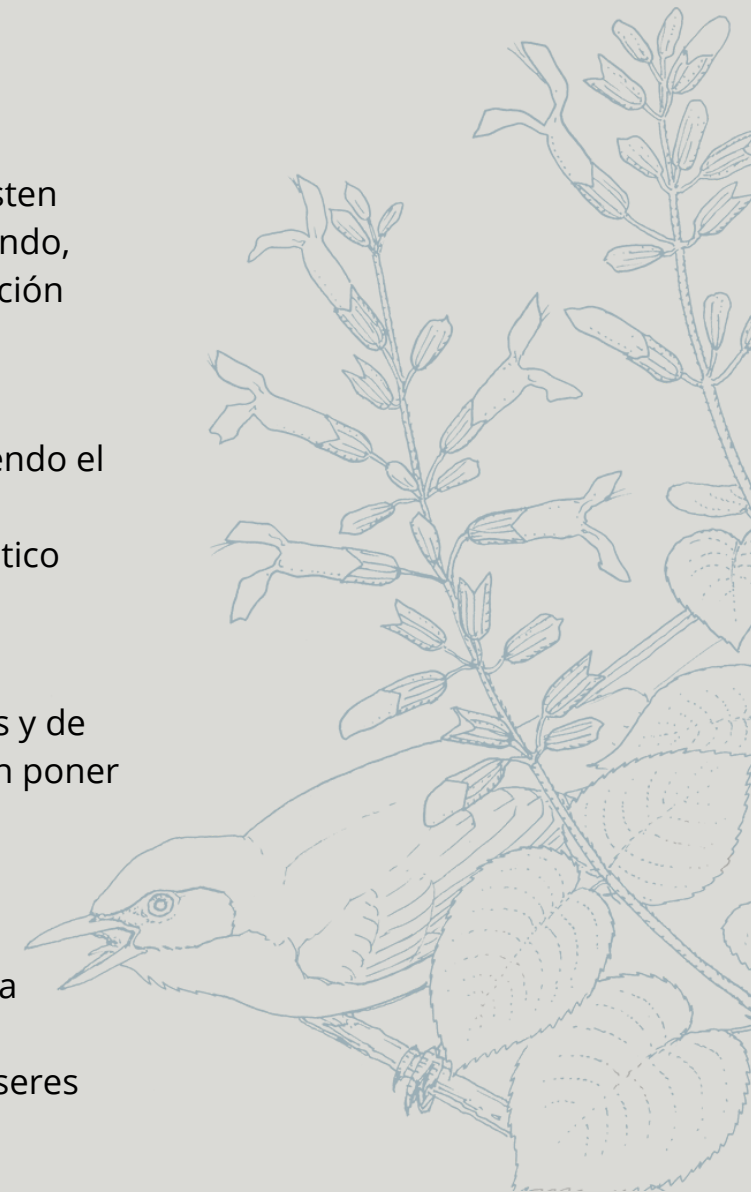 sten
ndo,
ción
endo el
tico
s y de
n poner
a
seres